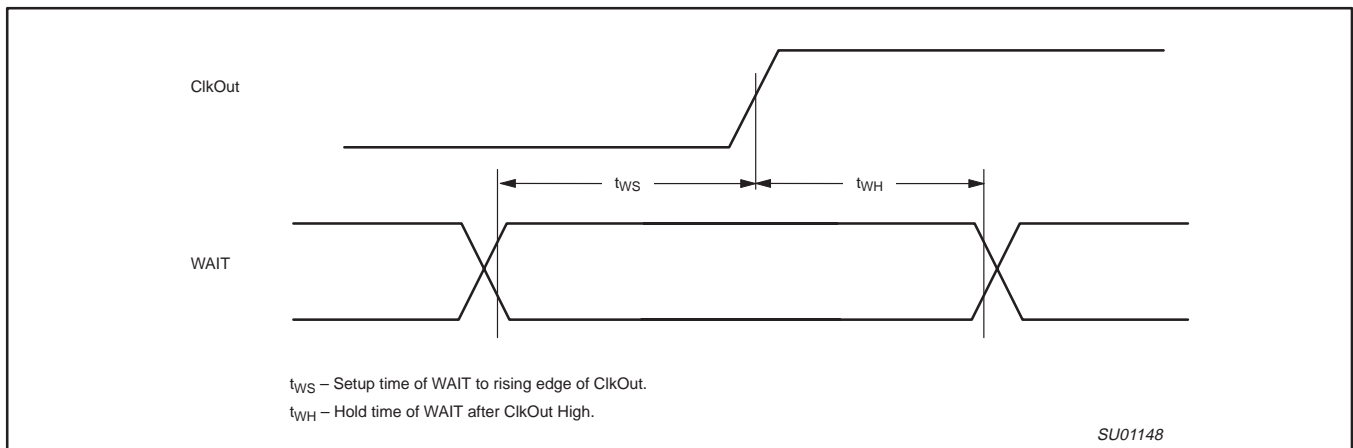 ClkOut
tWS
tWH
WAIT
tWS – Setup time of WAIT to rising edge of ClkOut.
tWH – Hold time of WAIT after ClkOut High.
SU01148